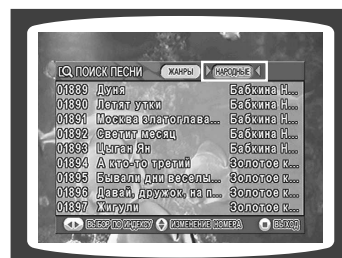 ПОИСК ПЕСНИ ЖАНРЫ НАРОДНЫЕ
01889 Дуня Бабкина Н...
01890 Летят утки Бабкина Н...
01891 Москва златоглава... Бабкина Н...
01892 Светит месяц Бабкина Н...
01893 Цыган Ян Бабкина Н...
01894 А кто-то третий Золотое к...
01895 Бывали дни веселы... Золотое к...
01896 Давай, дружок, на п... Золотое к...
01897 Жигули Золотое к...
ВЫБОР ПО ИНДЕКСУ ИЗМЕНЕНИЕ НОМЕРА ВЫХОД